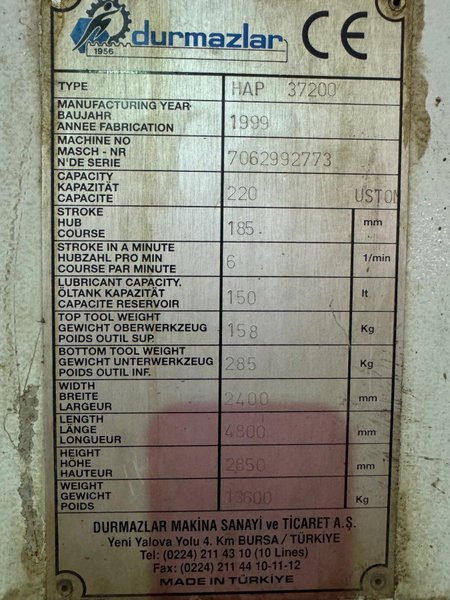 durmazlar
1956
CE
TYPE HAP 37200
MANUFACTURING YEAR
BAUJAHR
ANNEE FABRICATION 1999
MACHINE NO
MASCH - NR
N'DE SERIE 7062992773
CAPACITY
KAPAZITÄT
CAPACITE 220 USTON
STROKE
HUB
COURSE 185 mm
STROKE IN A MINUTE
HUBZAHL PRO MIN
COURSE PAR MINUTE 6 1/min
LUBRICANT CAPACITY.
ÖLTANK KAPAZITÄT
CAPACITE RESERVOIR 150 lt
TOP TOOL WEIGHT
GEWICHT OBERWERKZEUG
POIDS OUTIL SUP. 158 Kg
BOTTOM TOOL WEIGHT
GEWICHT UNTERWERKZEUG
POIDS OUTIL INF. 285 Kg
WIDTH
BREITE
LARGEUR 2400 mm
LENGTH
LÄNGE
LONGUEUR 4800 mm
HEIGHT
HÖHE
HAUTEUR 2850 mm
WEIGHT
GEWICHT
POIDS 13600 Kg
DURMAZLAR MAKİNA SANAYİ ve TİCARET A.Ş.
Yeni Yalova Yolu 4. Km BURSA / TÜRKİYE
Tel: (0224) 211 43 10 (10 Lines)
Fax: (0224) 211 44 10-11-12
MADE IN TÜRKİYE